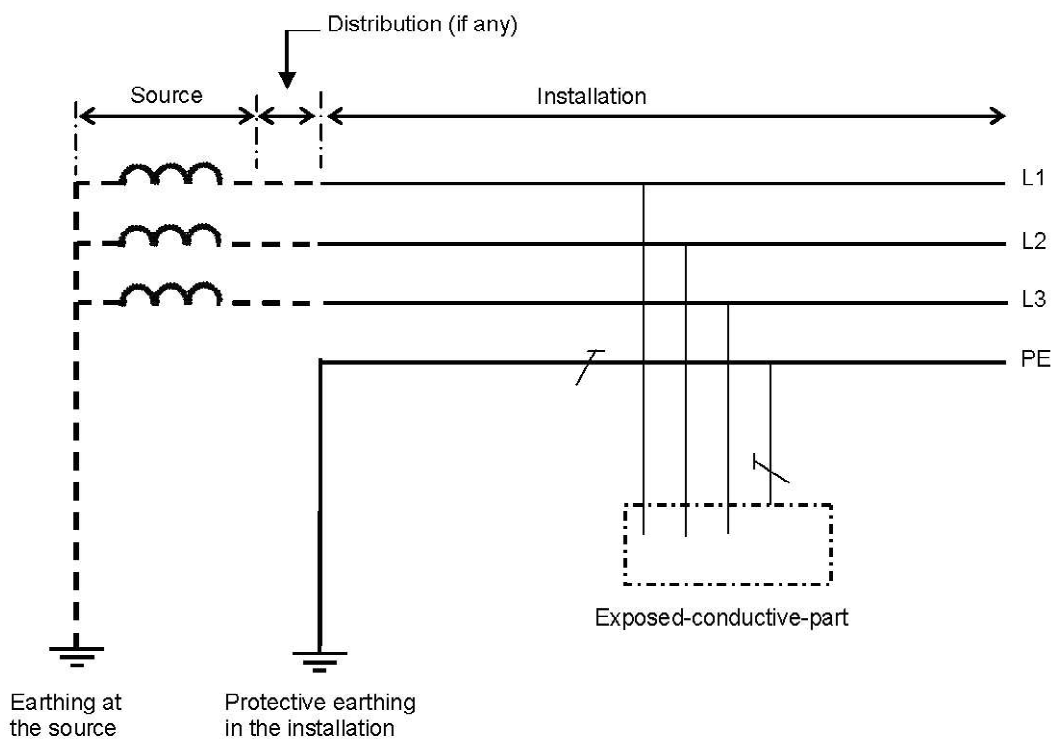 Distribution (if any)
Source
Installation
L1
L2
L3
PE
Exposed-conductive-part
Earthing at
the source
Protective earthing
in the installation